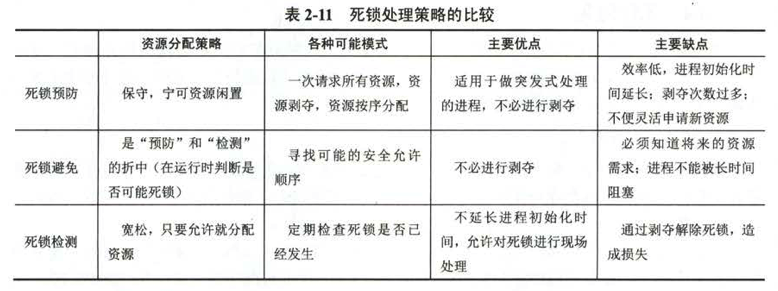 表 2-11 死锁处理策略的比较
资源分配策略
各种可能模式
主要优点
主要缺点
死锁预防
保守，宁可资源闲置
一次请求所有资源，资
源剥夺，资源按序分配
适用于做突发式处理
的进程，不必进行剥夺
效率低，进程初始化时
间延长；剥夺次数过多；
不便灵活申请新资源
死锁避免
是“预防”和“检测”
的折中（在运行时判断是
否可能死锁）
寻找可能的安全允许
顺序
不必进行剥夺
必须知道将来的资源
需求；进程不能被长时间
阻塞
死锁检测
宽松，只要允许就分配
资源
定期检查死锁是否已
经发生
不延长进程初始化时
间，允许对死锁进行现场
处理
通过剥夺解除死锁，造
成损失